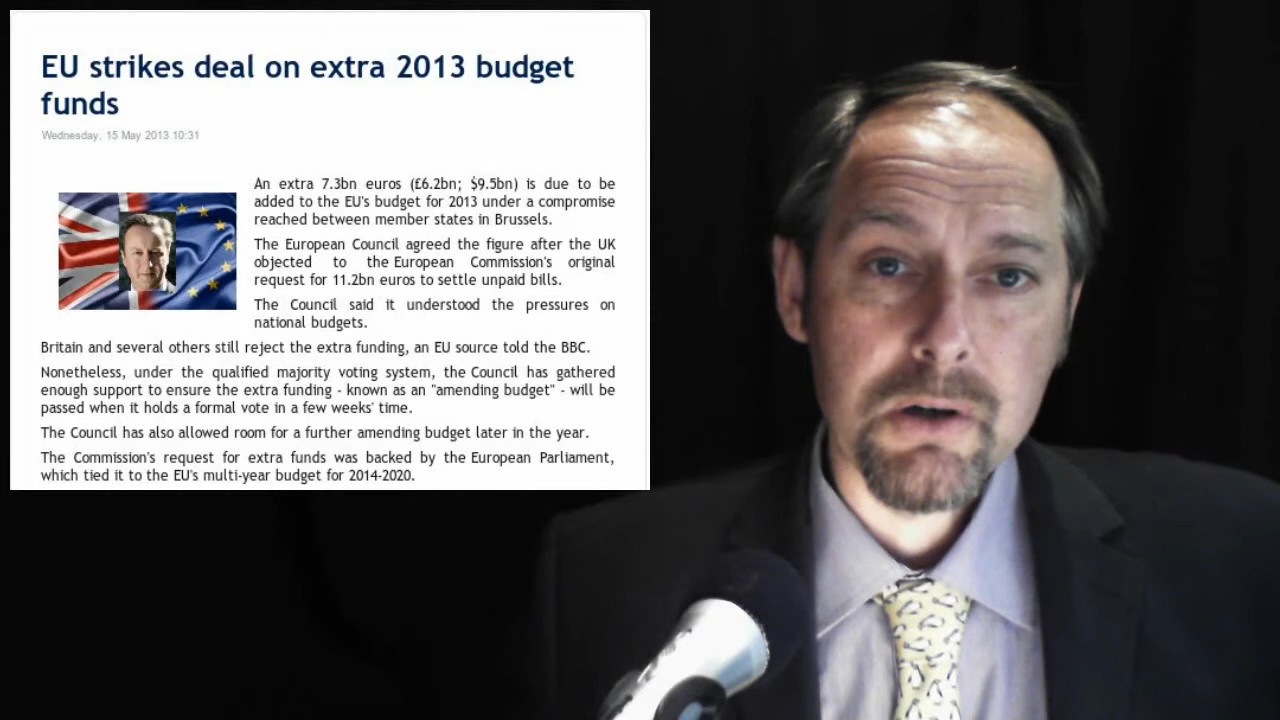 EU strikes deal on extra 2013 budget
funds
Wednesday, 15 May 2013 10:31
An extra 7.3bn euros (£6.2bn; $9.5bn) is due to be
added to the EU's budget for 2013 under a compromise
reached between member states in Brussels.
The European Council agreed the figure after the UK
objected to the European Commission's original
request for 11.2bn euros to settle unpaid bills.
The Council said it understood the pressures on
national budgets.
Britain and several others still reject the extra funding, an EU source told the BBC.
Nonetheless, under the qualified majority voting system, the Council has gathered
enough support to ensure the extra funding - known as an "amending budget" - will be
passed when it holds a formal vote in a few weeks' time.
The Council has also allowed room for a further amending budget later in the year.
The Commission's request for extra funds was backed by the European Parliament,
which tied it to the EU's multi-year budget for 2014-2020.